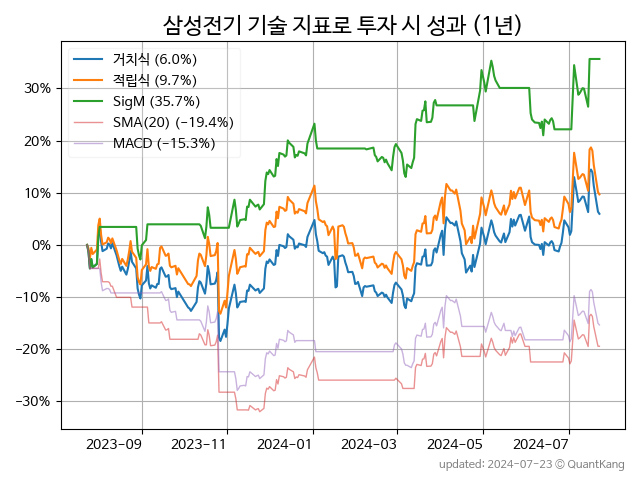 삼성전기 기술 지표로 투자 시 성과 (1년)
거치식 (6.0%)
적립식 (9.7%)
SigM (35.7%)
SMA(20) (−19.4%)
MACD (−15.3%)
30%
20%
10%
0%
−10%
−20%
−30%
2023-09 2023-11 2024-01 2024-03 2024-05 2024-07
updated: 2024-07-23 ⓒ QuantKang